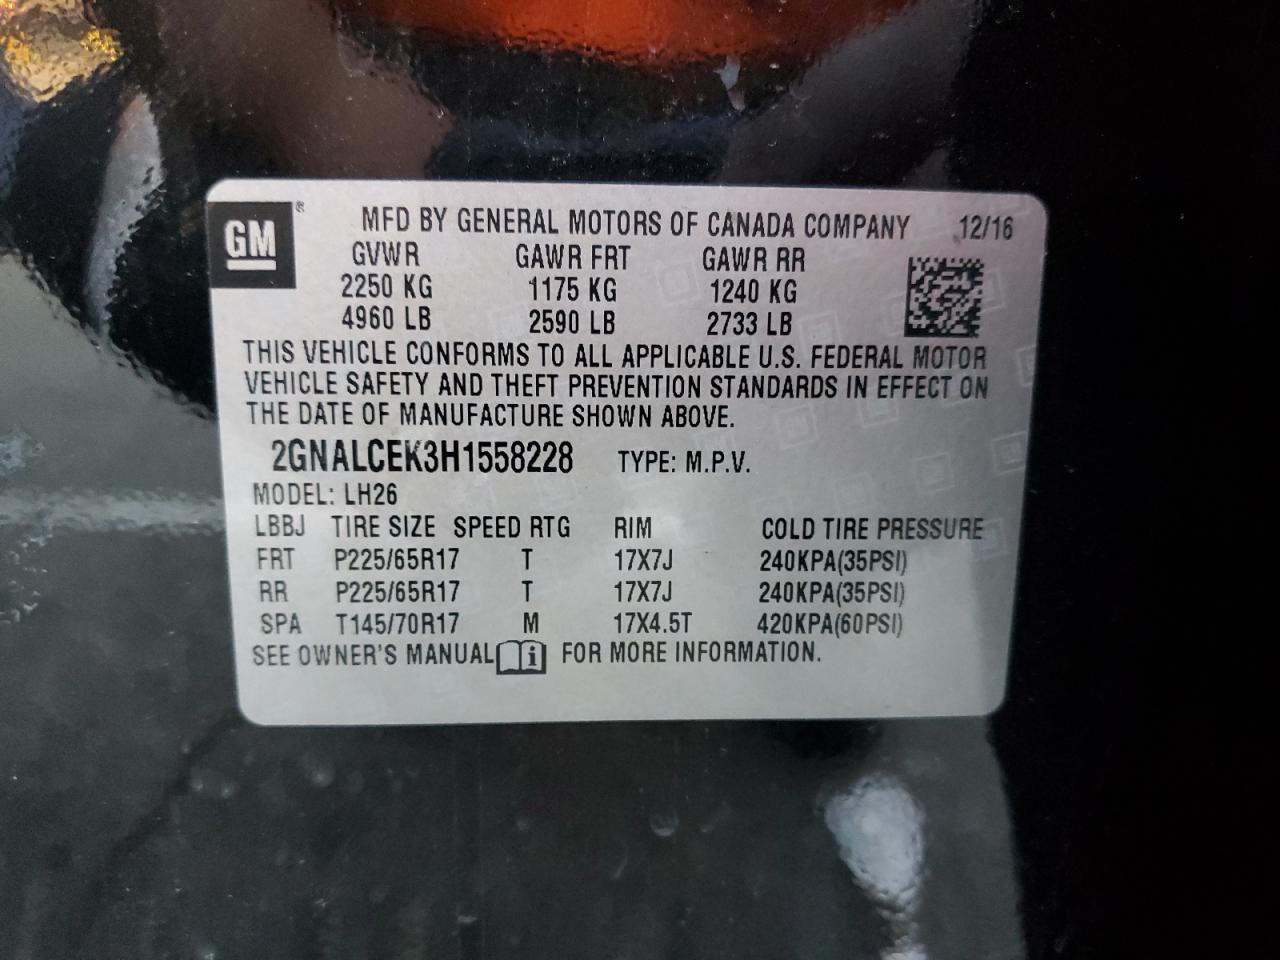 GM ® MFD BY GENERAL MOTORS OF CANADA COMPANY 12/16
GVWR GAWR FRT GAWR RR
2250 KG 1175 KG 1240 KG
4960 LB 2590 LB 2733 LB
THIS VEHICLE CONFORMS TO ALL APPLICABLE U.S. FEDERAL MOTOR
VEHICLE SAFETY AND THEFT PREVENTION STANDARDS IN EFFECT ON
THE DATE OF MANUFACTURE SHOWN ABOVE.
2GNALCEK3H1558228 TYPE: M.P.V.
MODEL: LH26
LBBJ TIRE SIZE SPEED RTG RIM COLD TIRE PRESSURE
FRT P225/65R17 T 17X7J 240KPA(35PSI)
RR P225/65R17 T 17X7J 240KPA(35PSI)
SPA T145/70R17 M 17X4.5T 420KPA(60PSI)
SEE OWNER'S MANUAL i FOR MORE INFORMATION.